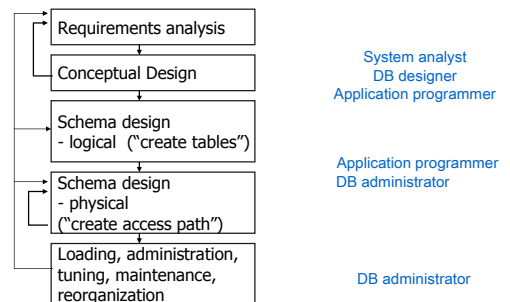 Requirements analysis
Conceptual Design
System analyst
DB designer
Application programmer
Schema design
- logical (“create tables”)
Schema design
- physical
(“create access path”)
Application programmer
DB administrator
Loading, administration,
tuning, maintenance,
reorganization
DB administrator